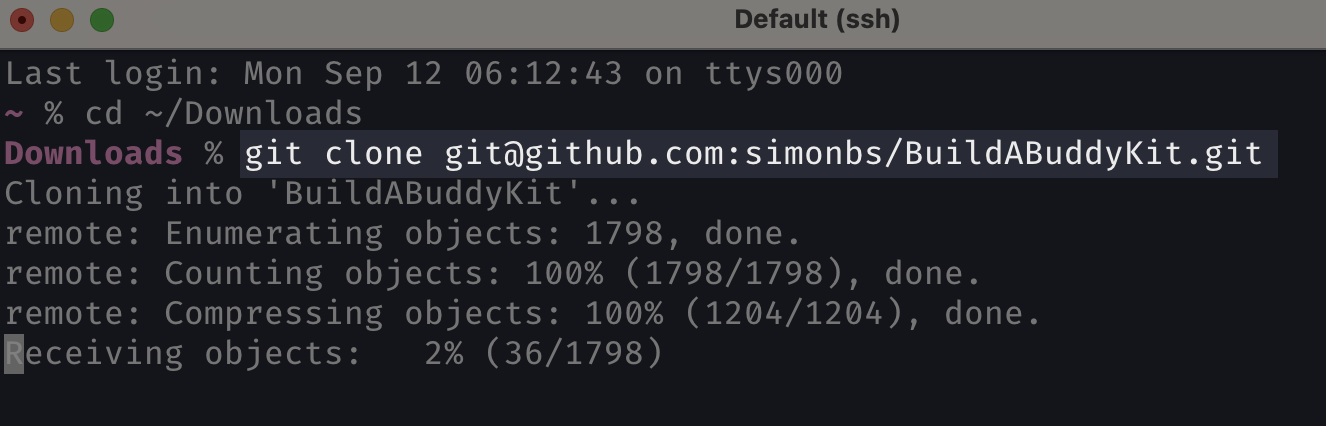 Default (ssh)
Last login: Mon Sep 12 06:12:43 on ttys000
~ % cd ~/Downloads
Downloads % git clone git@github.com:simonbs/BuildABuddyKit.git
Cloning into 'BuildABuddyKit'...
remote: Enumerating objects: 1798, done.
remote: Counting objects: 100% (1798/1798), done.
remote: Compressing objects: 100% (1204/1204), done.
Receiving objects:   2% (36/1798)